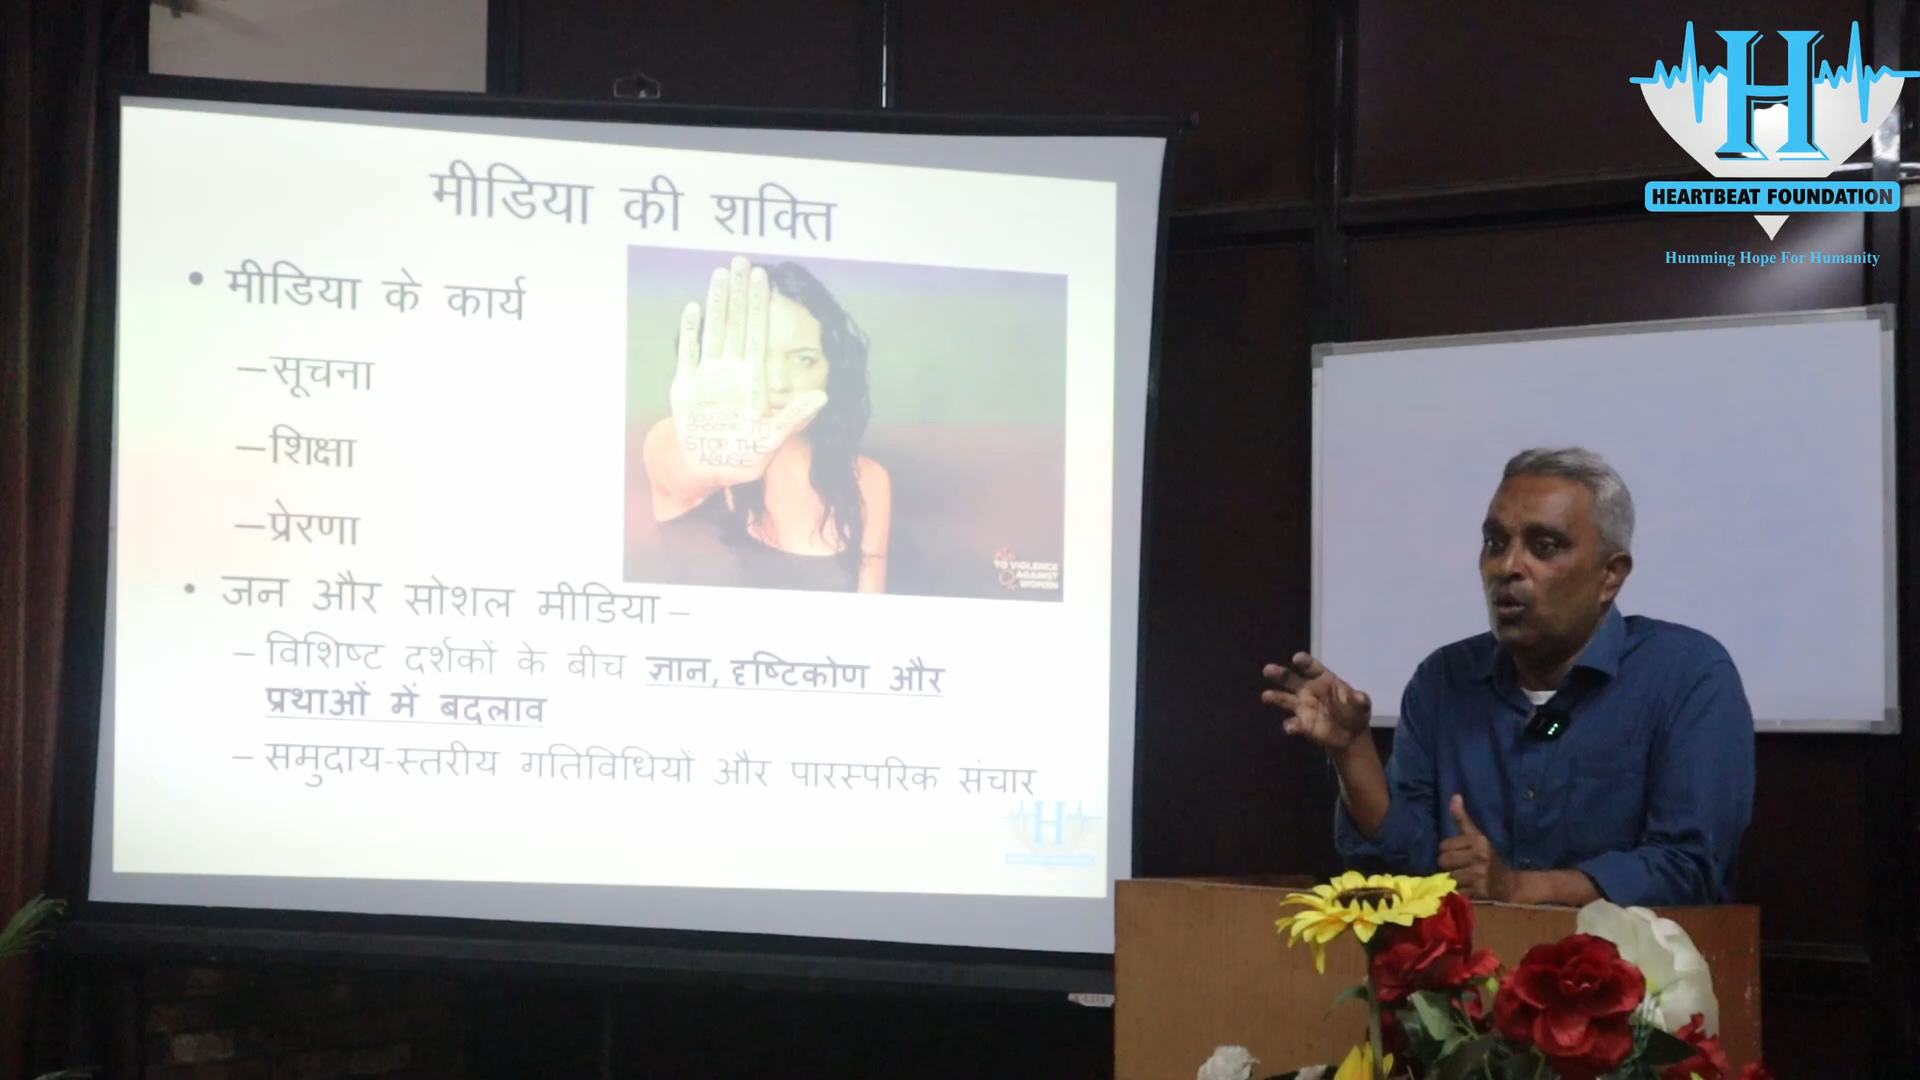 मीडिया की शक्ति
• मीडिया के कार्य
–सूचना
–शिक्षा
–प्रेरणा
• जन और सोशल मीडिया –
– विशिष्ट दर्शकों के बीच ज्ञान, दृष्टिकोण और
प्रथाओं में बदलाव
– समुदाय-स्तरीय गतिविधियों और पारस्परिक संचार
STOP THE
ABUSE
TO VIOLENCE
AGAINST
WOMEN
H
HEARTBEAT FOUNDATION
Humming Hope For Humanity